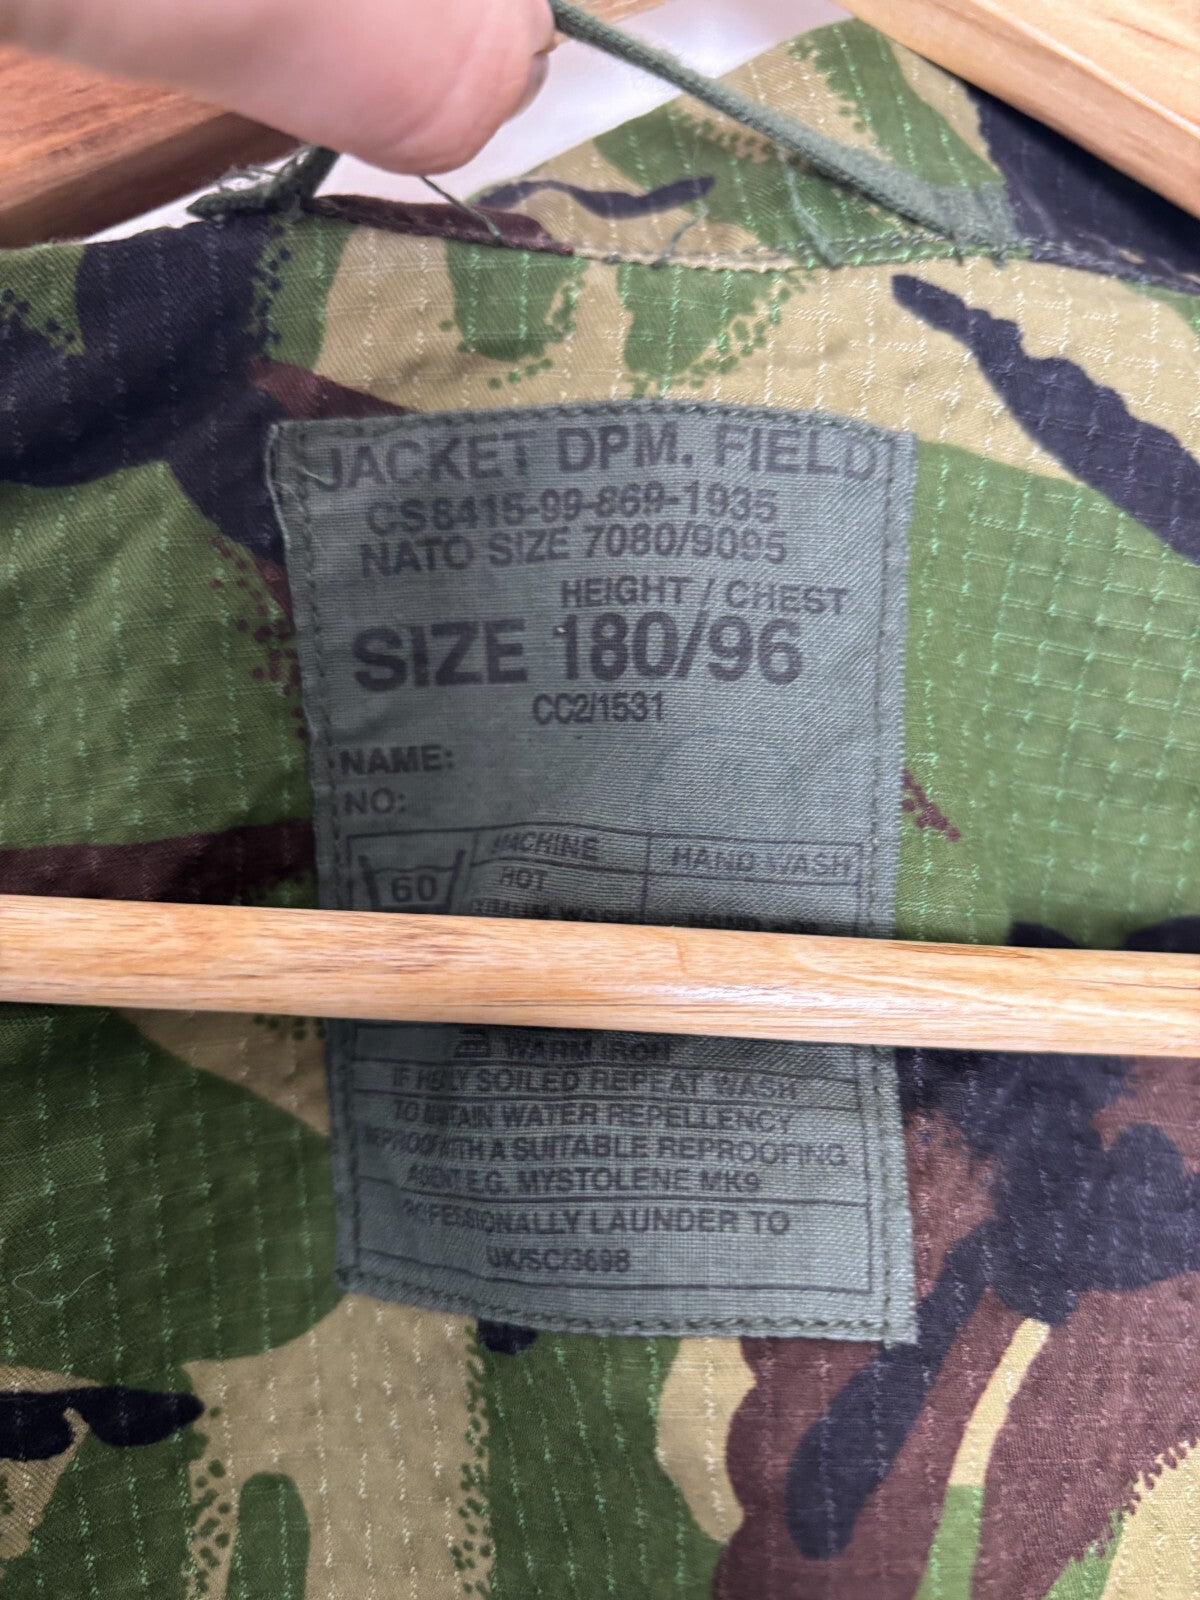 JACKET DPM. FIELD
CS8415-99-869-1935
NATO SIZE 7080/9095
HEIGHT / CHEST
SIZE 180/96
CC2/1531
NAME:
NO:
MACHINE HAND WASH
60 HOT
WARM IRON
IF SOILED REPEAT WASH
TO WATER REPELLENCY
WITH A SUITABLE REPROOFING
AGENT E.G. MYSTOLENE MK9
PROFESSIONALLY LAUNDER TO
UK/SC/3698